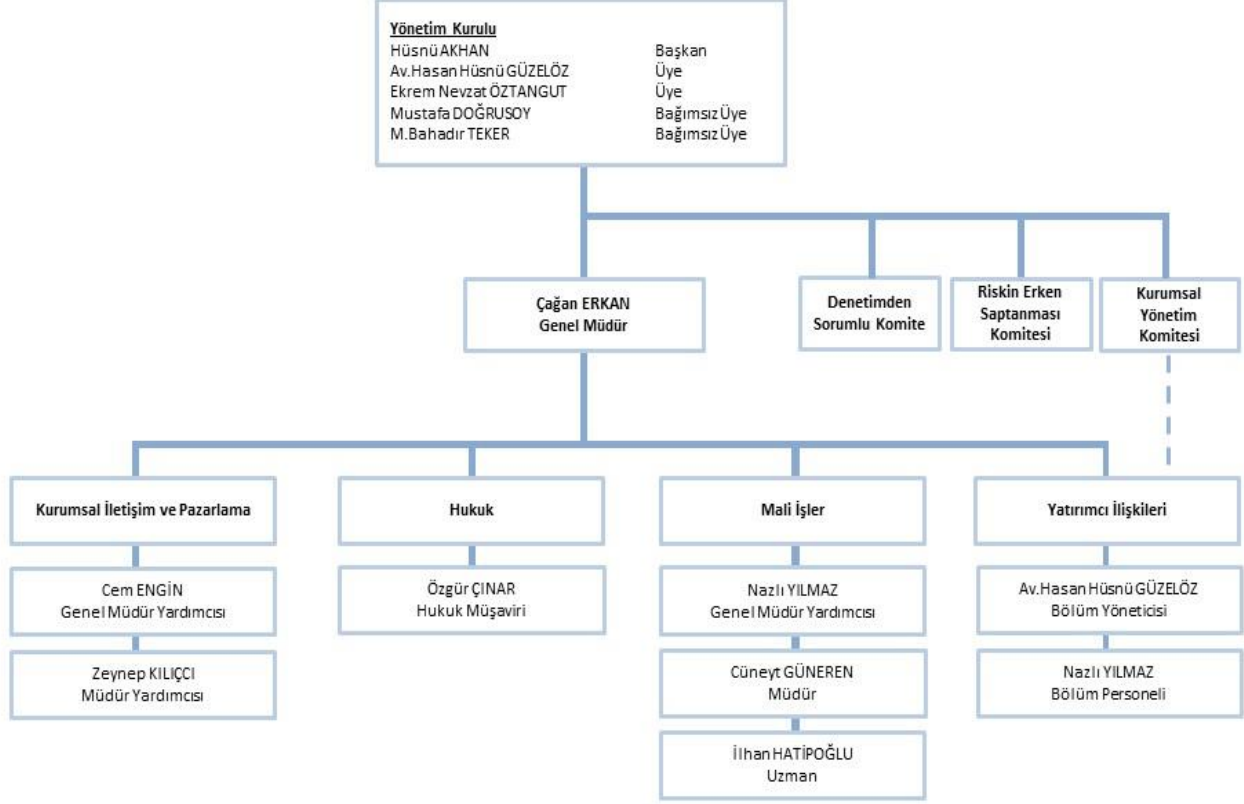 Yönetim Kurulu
Hüsnü AKHAN Başkan
Av.Hasan Hüsnü GÜZELÖZ Üye
Ekrem Nevzat ÖZTANGUT Üye
Mustafa DOĞRUSOY Bağımsız Üye
M.Bahadır TEKER Bağımsız Üye
Çağan ERKAN
Genel Müdür
Denetimden
Sorumlu Komite
Riskin Erken
Saptanması
Komitesi
Kurumsal
Yönetim
Komitesi
Kurumsal İletişim ve Pazarlama
Hukuk
Mali İşler
Yatırımcı İlişkileri
Cem ENGİN
Genel Müdür Yardımcısı
Özgür ÇINAR
Hukuk Müşaviri
Nazlı YILMAZ
Genel Müdür Yardımcısı
Av.Hasan Hüsnü GÜZELÖZ
Bölüm Yöneticisi
Zeynep KILIÇCI
Müdür Yardımcısı
Cüneyt GÜNEREN
Müdür
Nazlı YILMAZ
Bölüm Personeli
İlhan HATİPOĞLU
Uzman